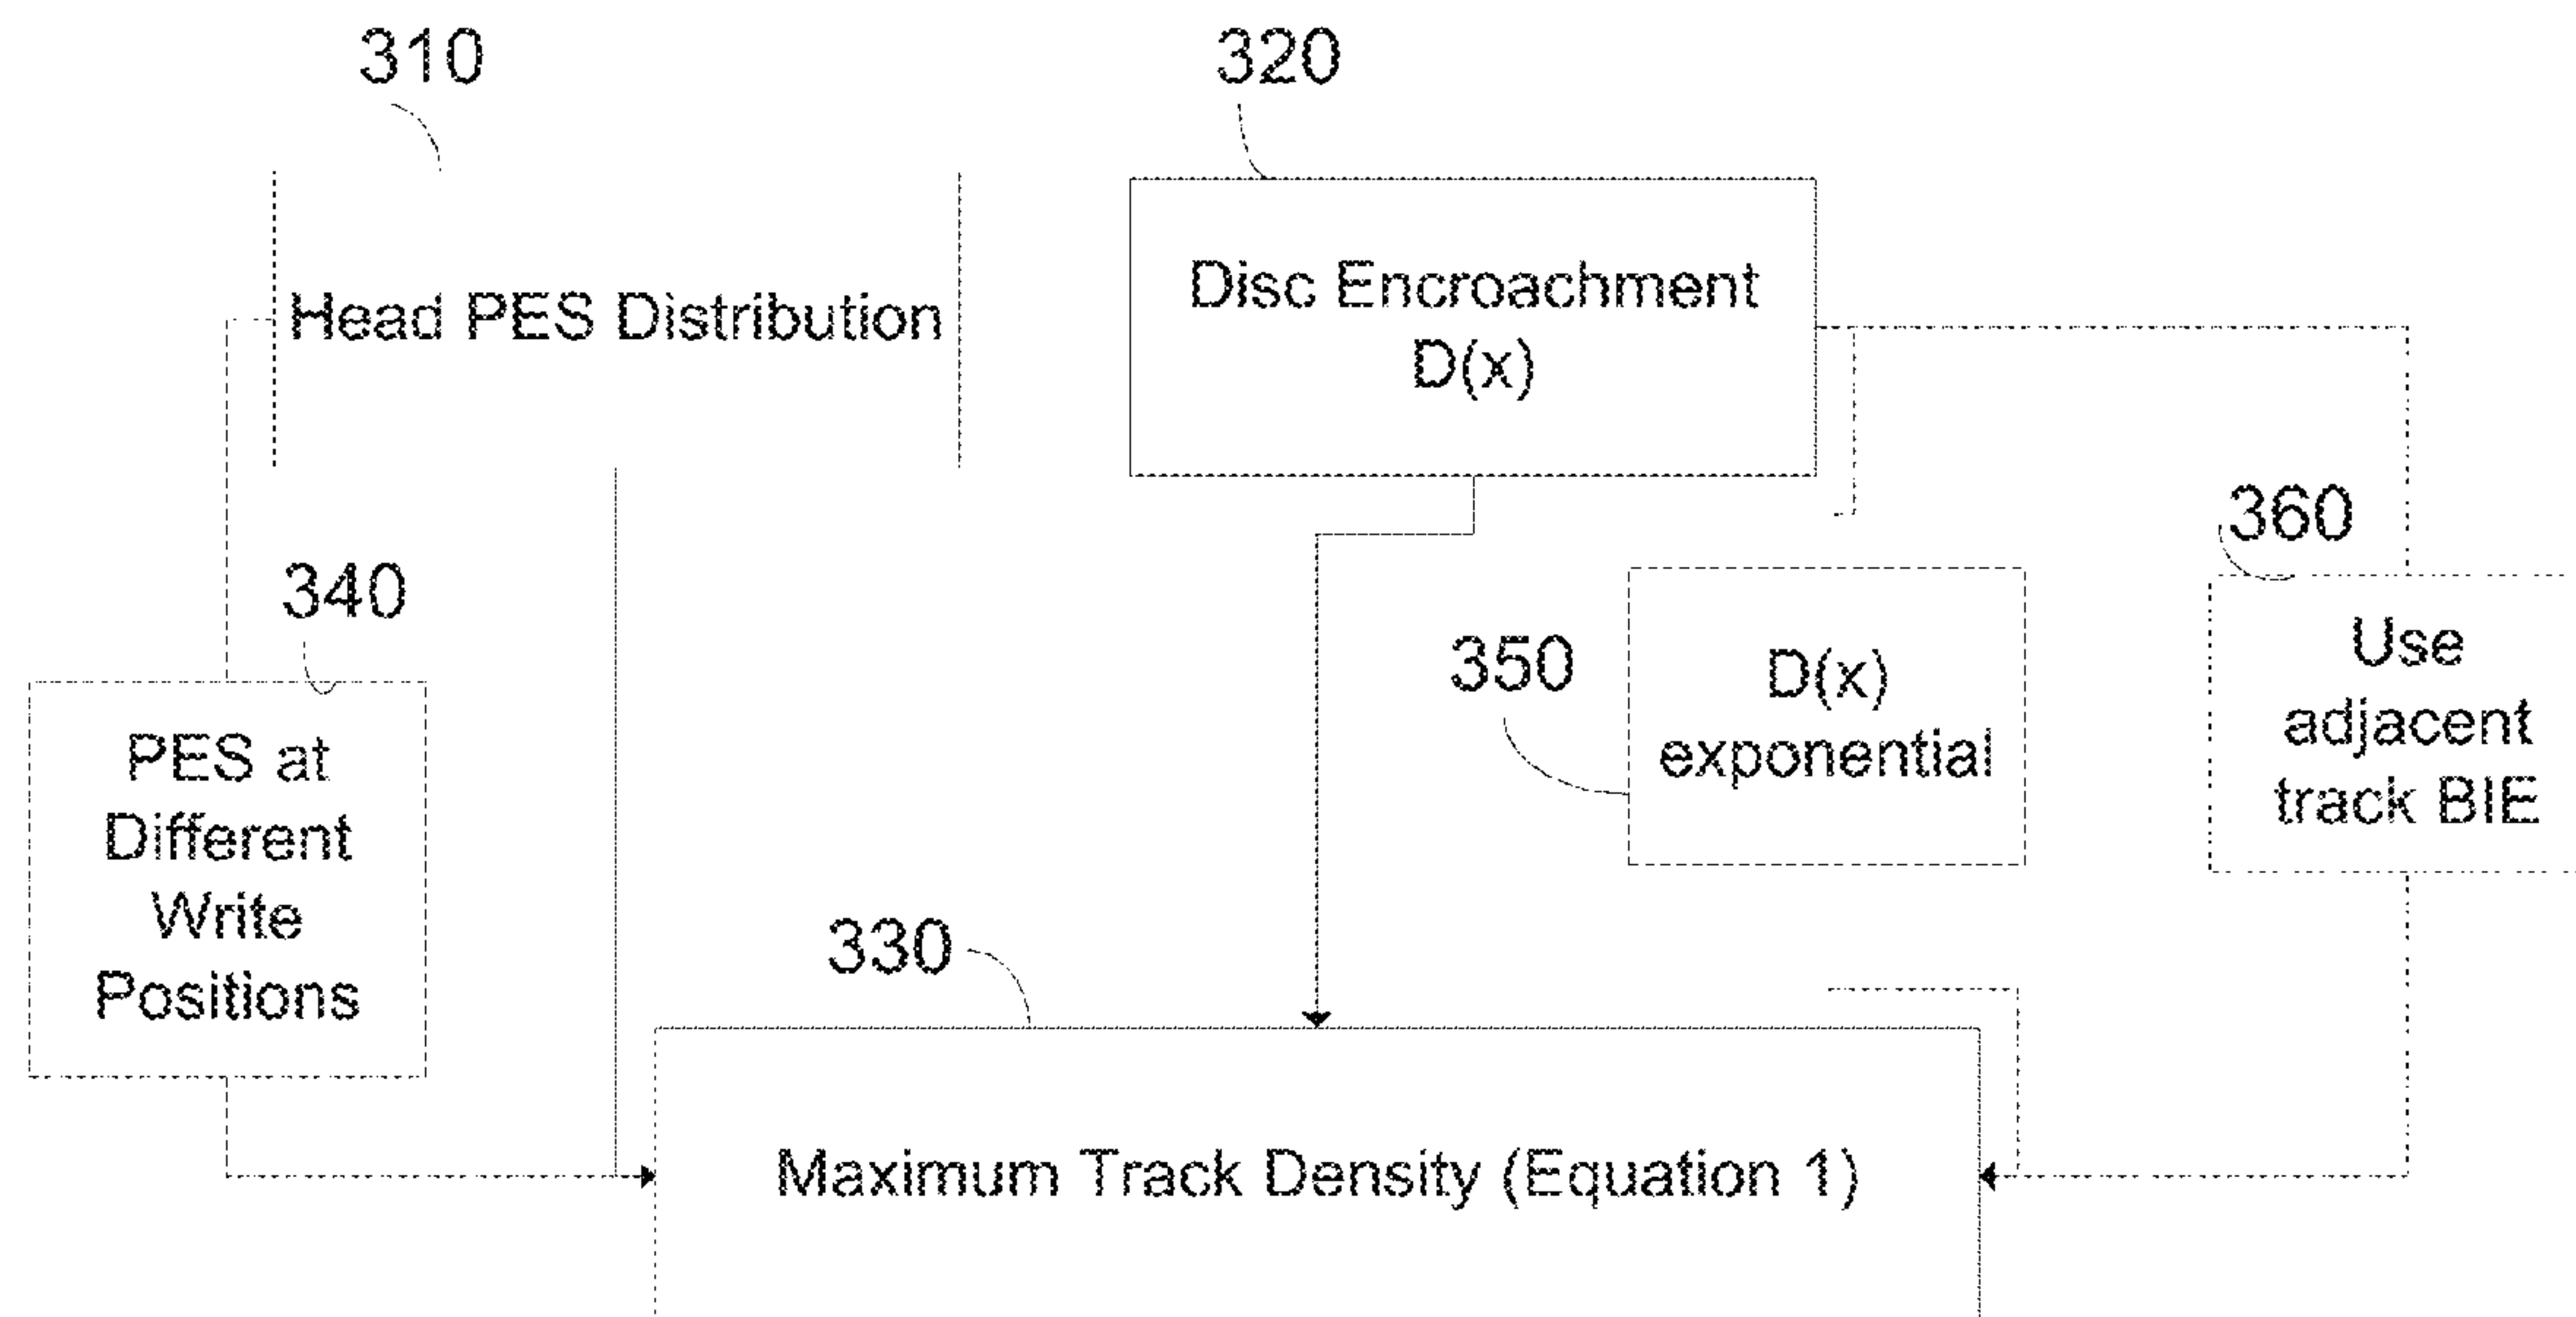 310
320
Head PES Distribution
Disc Encroachment
D(x)
340
360
350
PES at
Different
Write
Positions
D(x)
exponential
Use
adjacent
track BIE
330
Maximum Track Density (Equation 1)